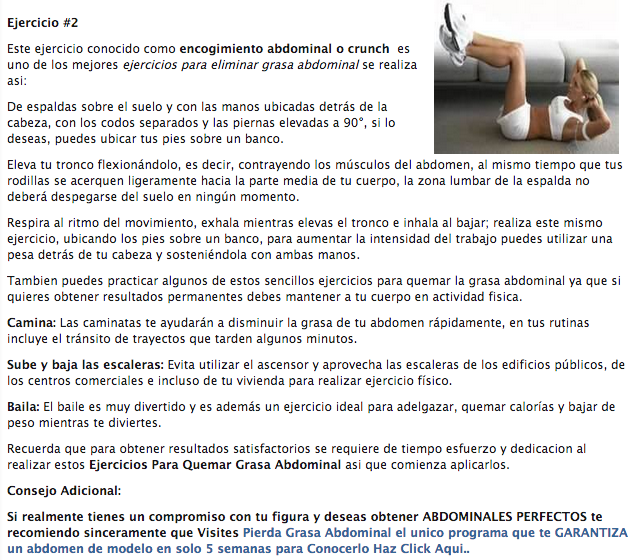 Ejercicio #2
Este ejercicio conocido como encogimiento abdominal o crunch es
uno de los mejores ejercicios para eliminar grasa abdominal se realiza
asi:
De espaldas sobre el suelo y con las manos ubicadas detrás de la
cabeza, con los codos separados y las piernas elevadas a 90°, si lo
deseas, puedes ubicar tus pies sobre un banco.
Eleva tu tronco flexionándolo, es decir, contrayendo los músculos del abdomen, al mismo tiempo que tus
rodillas se acerquen ligeramente hacia la parte media de tu cuerpo, la zona lumbar de la espalda no
deberá despegarse del suelo en ningún momento.
Respira al ritmo del movimiento, exhala mientras elevas el tronco e inhala al bajar; realiza este mismo
ejercicio, ubicando los pies sobre un banco, para aumentar la intensidad del trabajo puedes utilizar una
pesa detrás de tu cabeza y sosteniéndola con ambas manos.
Tambien puedes practicar algunos de estos sencillos ejercicios para quemar la grasa abdominal ya que si
quieres obtener resultados permanentes debes mantener a tu cuerpo en actividad fisica.
Camina: Las caminatas te ayudarán a disminuir la grasa de tu abdomen rápidamente, en tus rutinas
incluye el tránsito de trayectos que tarden algunos minutos.
Sube y baja las escaleras: Evita utilizar el ascensor y aprovecha las escaleras de los edificios públicos, de
los centros comerciales e incluso de tu vivienda para realizar ejercicio físico.
Baila: El baile es muy divertido y es además un ejercicio ideal para adelgazar, quemar calorías y bajar de
peso mientras te diviertes.
Recuerda que para obtener resultados satisfactorios se requiere de tiempo esfuerzo y dedicacion al
realizar estos Ejercicios Para Quemar Grasa Abdominal asi que comienza aplicarlos.
Consejo Adicional:
Si realmente tienes un compromiso con tu figura y deseas obtener ABDOMINALES PERFECTOS te
recomiendo sinceramente que Visites Pierda Grasa Abdominal el unico programa que te GARANTIZA
un abdomen de modelo en solo 5 semanas para Conocerlo Haz Click Aqui..